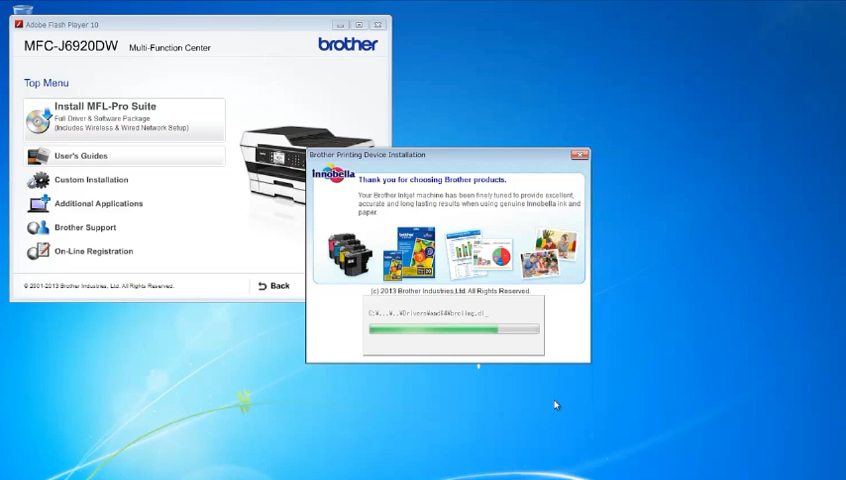 Adobe Flash Player 10
MFC-J6920DW Multi-Function Center
brother
Top Menu
Install MFL-Pro Suite
Full Driver & Software Package
(Includes Wireless & Wired Network Setup)
User's Guides
Custom Installation
Additional Applications
Brother Support
On-Line Registration
© 2001-2013 Brother Industries, Ltd. All Rights Reserved.
Back
Brother Printing Device Installation
Innobella
Thank you for choosing Brother products.
Your Brother Inkjet machine has been finely tuned to provide excellent,
accurate and long lasting results when using genuine Innobella ink and
paper.
brother
(c) 2013 Brother Industries,Ltd. All Rights Reserved.